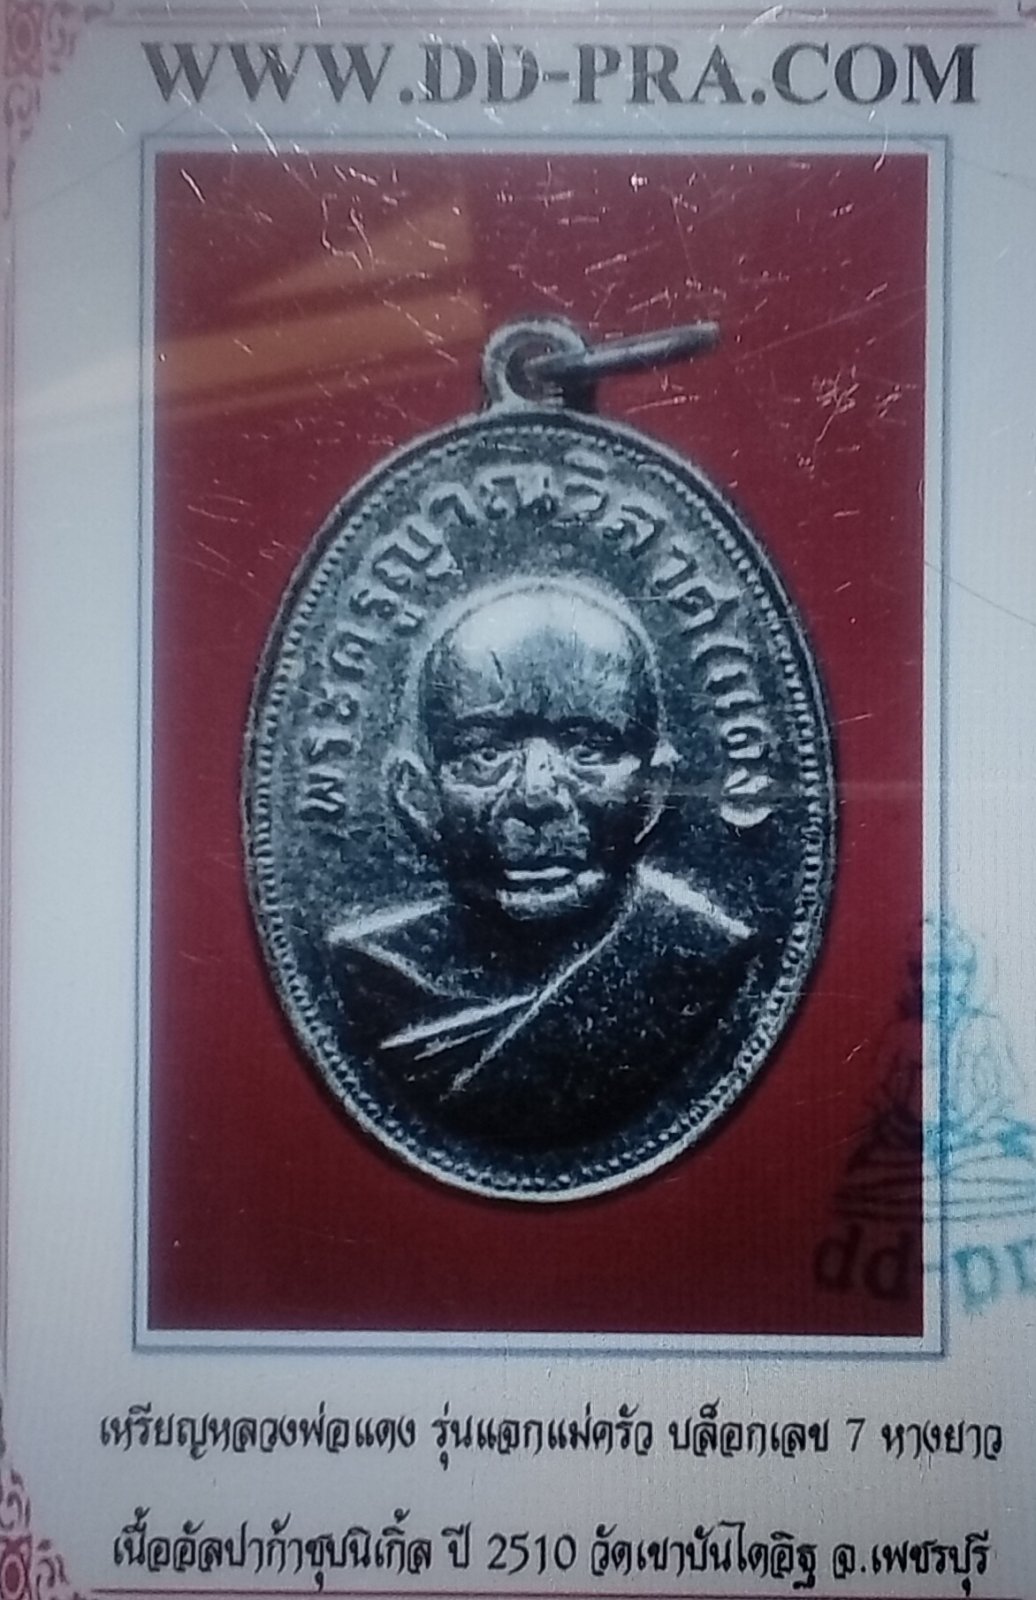 WWW.DD-PRA.COM
พระครูญาณวิลาศ(แดง)
dd-pr
เหรียญหลวงพ่อแดง รุ่นแจกแม่ครัว บล็อกเลข 7 หางยาว
เนื้ออัลปาก้าชุบนิเกิ้ล ปี 2510 วัดเขาบันไดอิฐ จ.เพชรบุรี